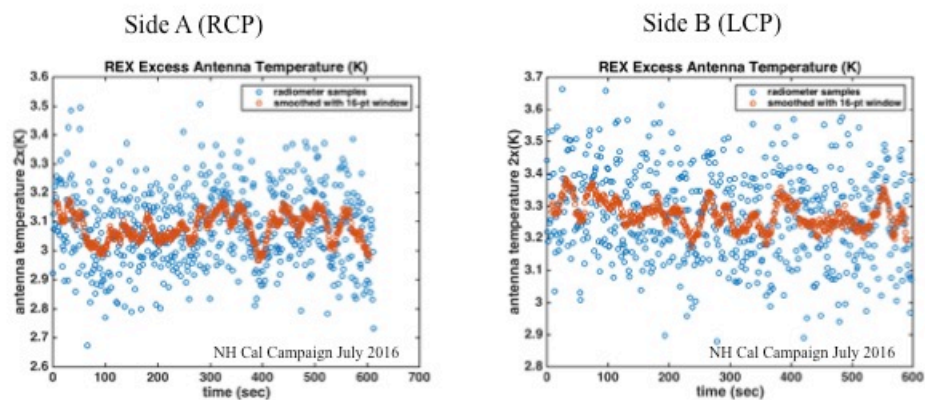 Side A (RCP)
REX Excess Antenna Temperature (K)
radiometer samples
smoothed with 16-pt window
antenna temperature 2x(K)
3.6
3.5
3.4
3.3
3.2
3.1
3
2.9
2.8
2.7
2.6
NH Cal Campaign July 2016
0 100 200 300 400 500 600 700
time (sec)
Side B (LCP)
REX Excess Antenna Temperature (K)
radiometer samples
smoothed with 16-pt window
antenna temperature 2x(K)
3.7
3.6
3.5
3.4
3.3
3.2
3.1
3
2.9
2.8
NH Cal Campaign July 2016
0 100 200 300 400 500 600
time (sec)